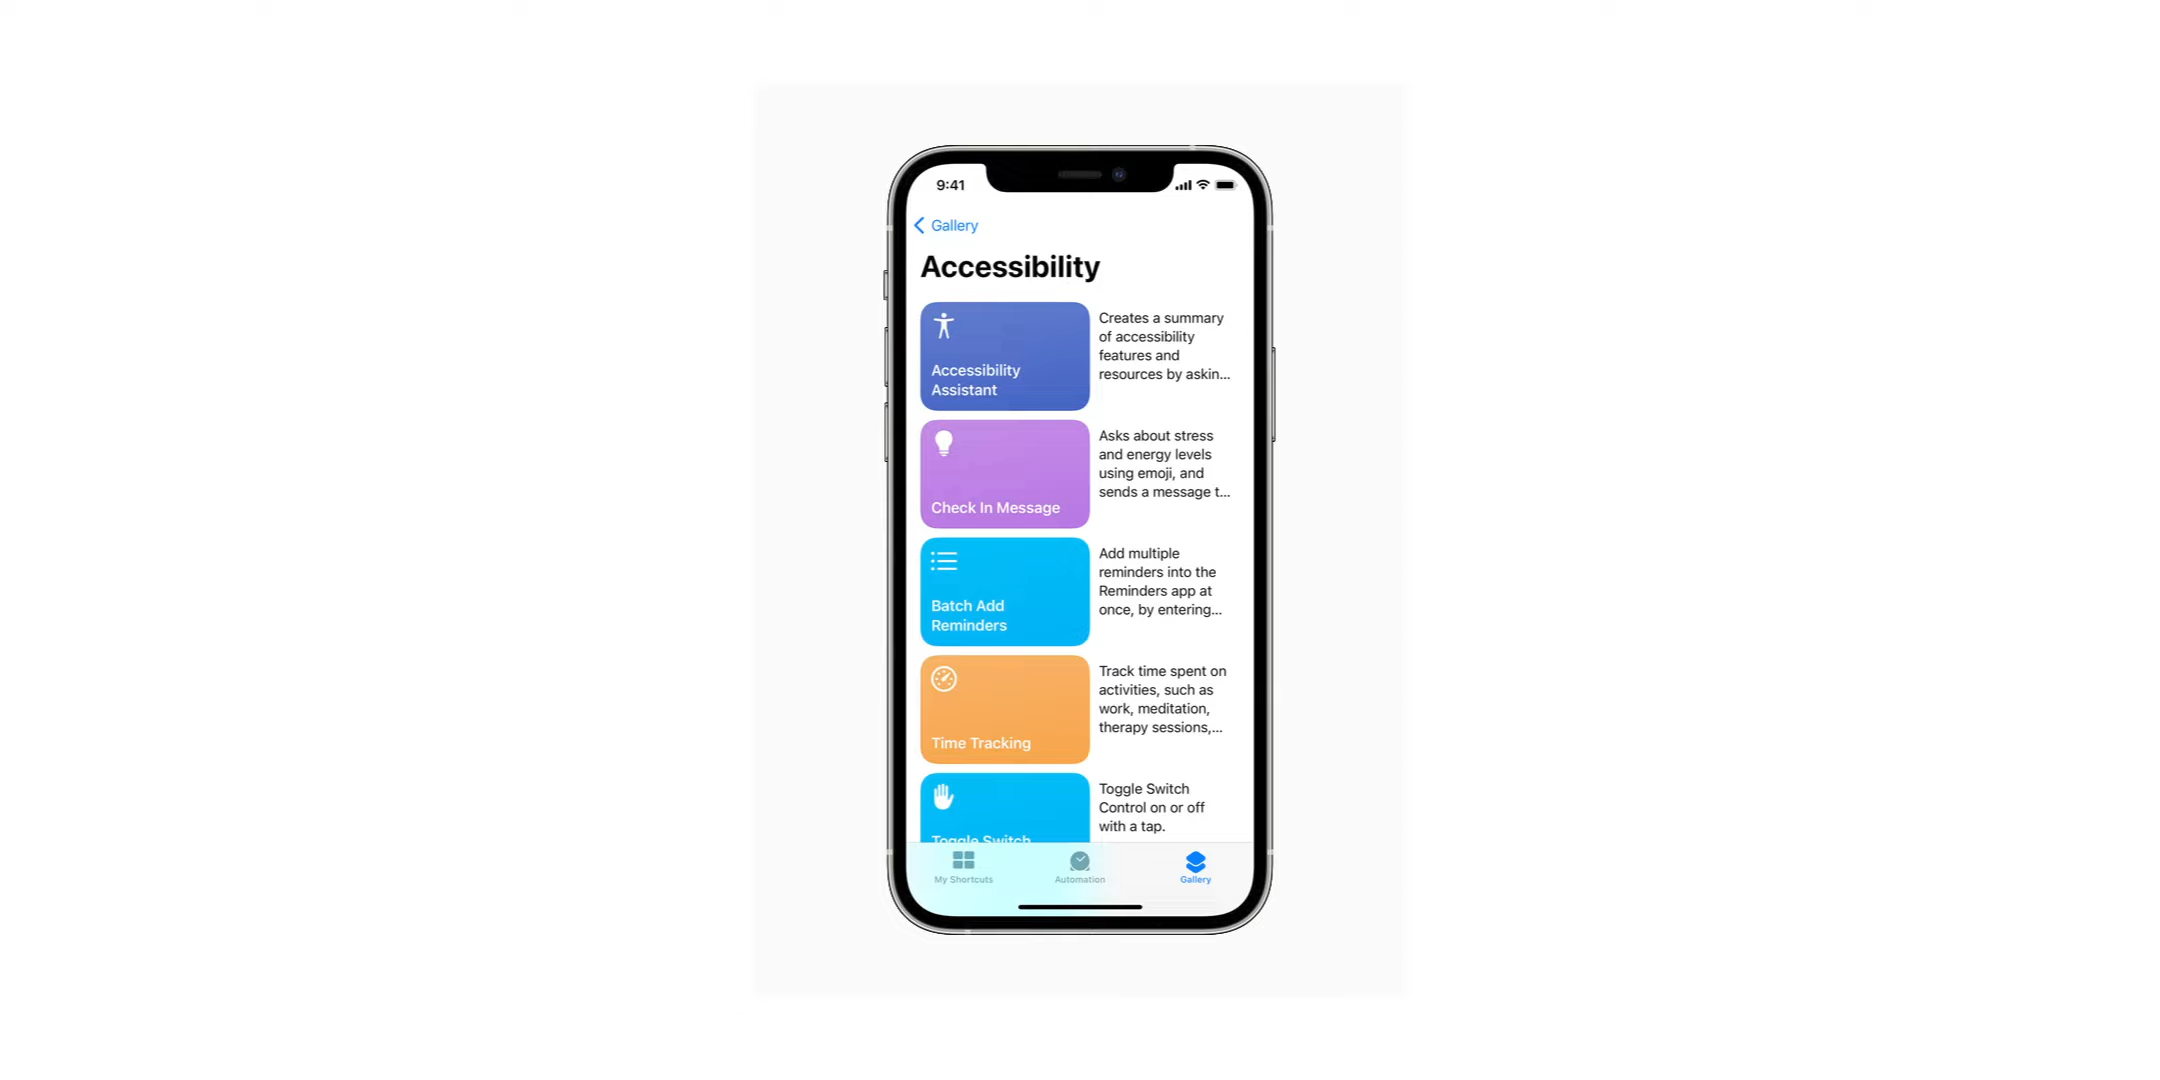 9:41
Gallery
Accessibility
Accessibility
Assistant
Creates a summary
of accessibility
features and
resources by askin...
Check In Message
Asks about stress
and energy levels
using emoji, and
sends a message t...
Batch Add
Reminders
Add multiple
reminders into the
Reminders app at
once, by entering...
Time Tracking
Track time spent on
activities, such as
work, meditation,
therapy sessions,...
Toggle Switch
Toggle Switch
Control on or off
with a tap.
My Shortcuts
Automation
Gallery